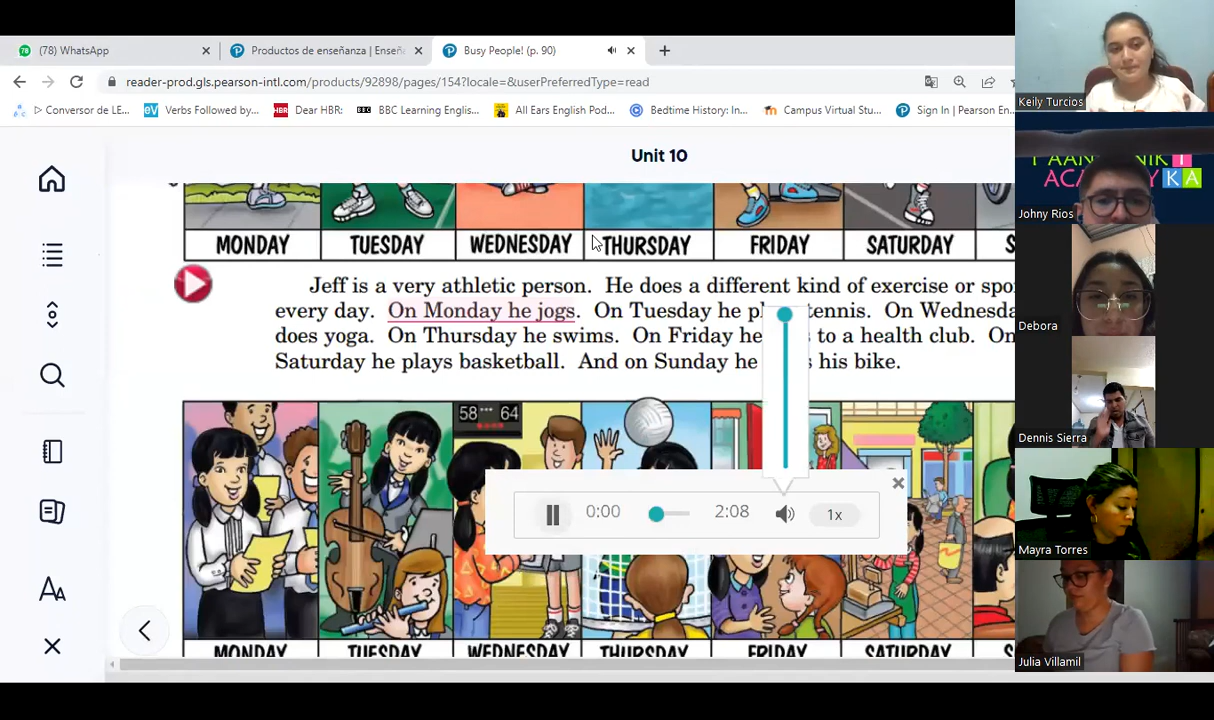 (78) WhatsApp
Productos de enseñanza | Enseñ
Busy People! (p. 90)
reader-prod.gls.pearson-intl.com/products/92898/pages/154?locale=&userPreferredType=read
Conversor de LE...
Verbs Followed by...
Dear HBR:
BBC Learning Englis...
All Ears English Pod...
Bedtime History: In...
Campus Virtual Stu...
Sign In | Pearson En...
Unit 10
MONDAY TUESDAY WEDNESDAY THURSDAY FRIDAY SATURDAY S
Jeff is a very athletic person. He does a different kind of exercise or spo
every day. On Monday he jogs. On Tuesday he pl tennis. On Wednesda
does yoga. On Thursday he swims. On Friday he to a health club. On
Saturday he plays basketball. And on Sunday he s his bike.
58 64
0:00 2:08 1x
MONDAY TUESDAY WEDNESDAY THURSDAY FRIDAY SATURDAY
Keily Turcios
ACADEMY KA
Johny Rios
Debora
Dennis Sierra
Mayra Torres
Julia Villamil